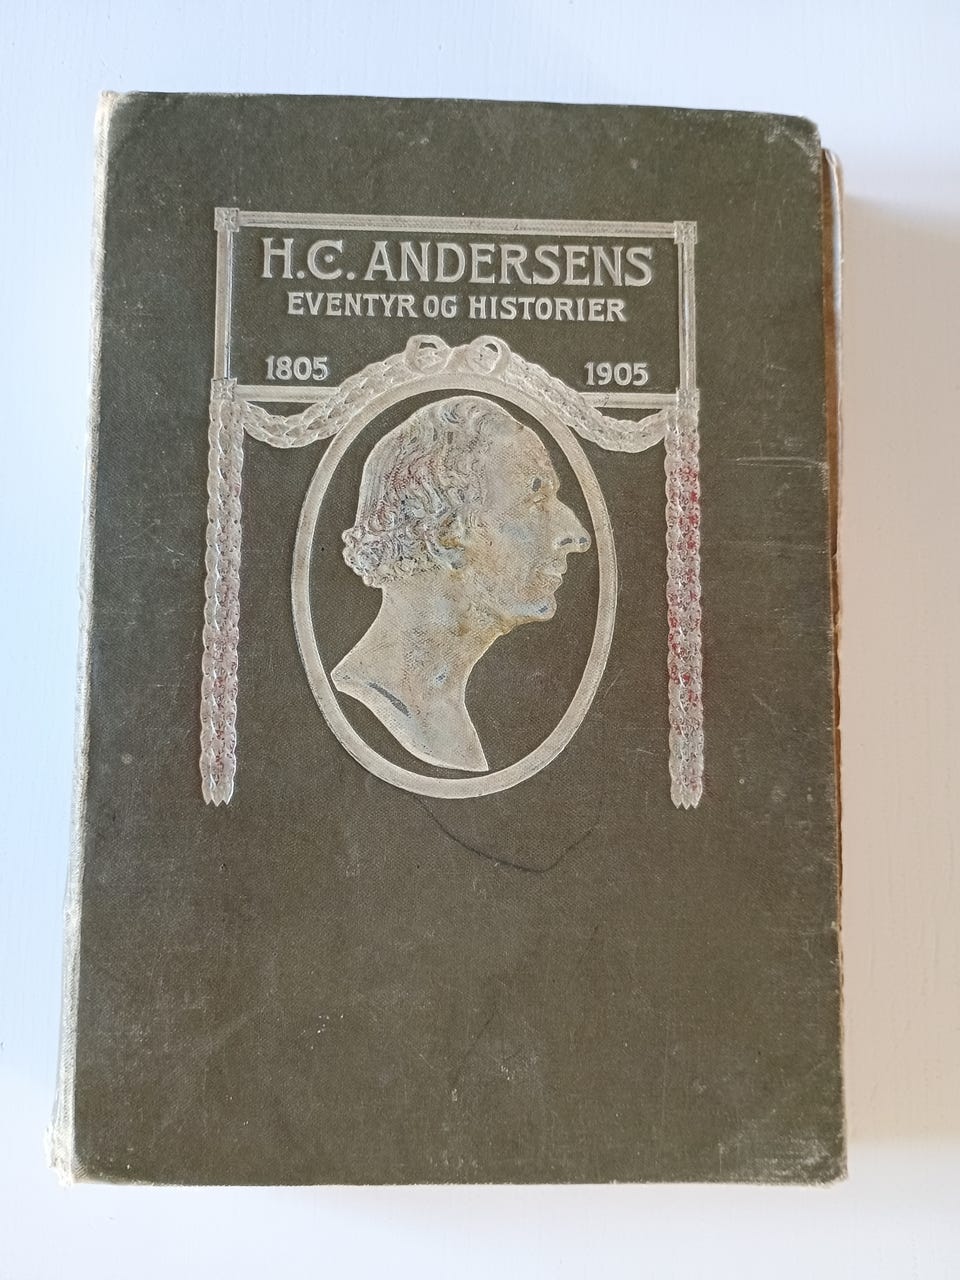 H.C. ANDERSENS
EVENTYR OG HISTORIER
1805 1905